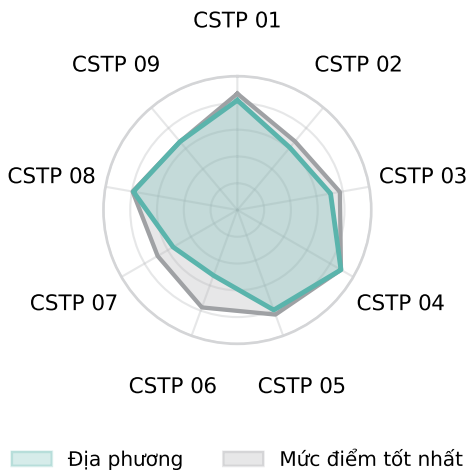 CSTP 01
CSTP 09
CSTP 02
CSTP 08
CSTP 03
CSTP 07
CSTP 04
CSTP 06
CSTP 05
Địa phương
Mức điểm tốt nhất